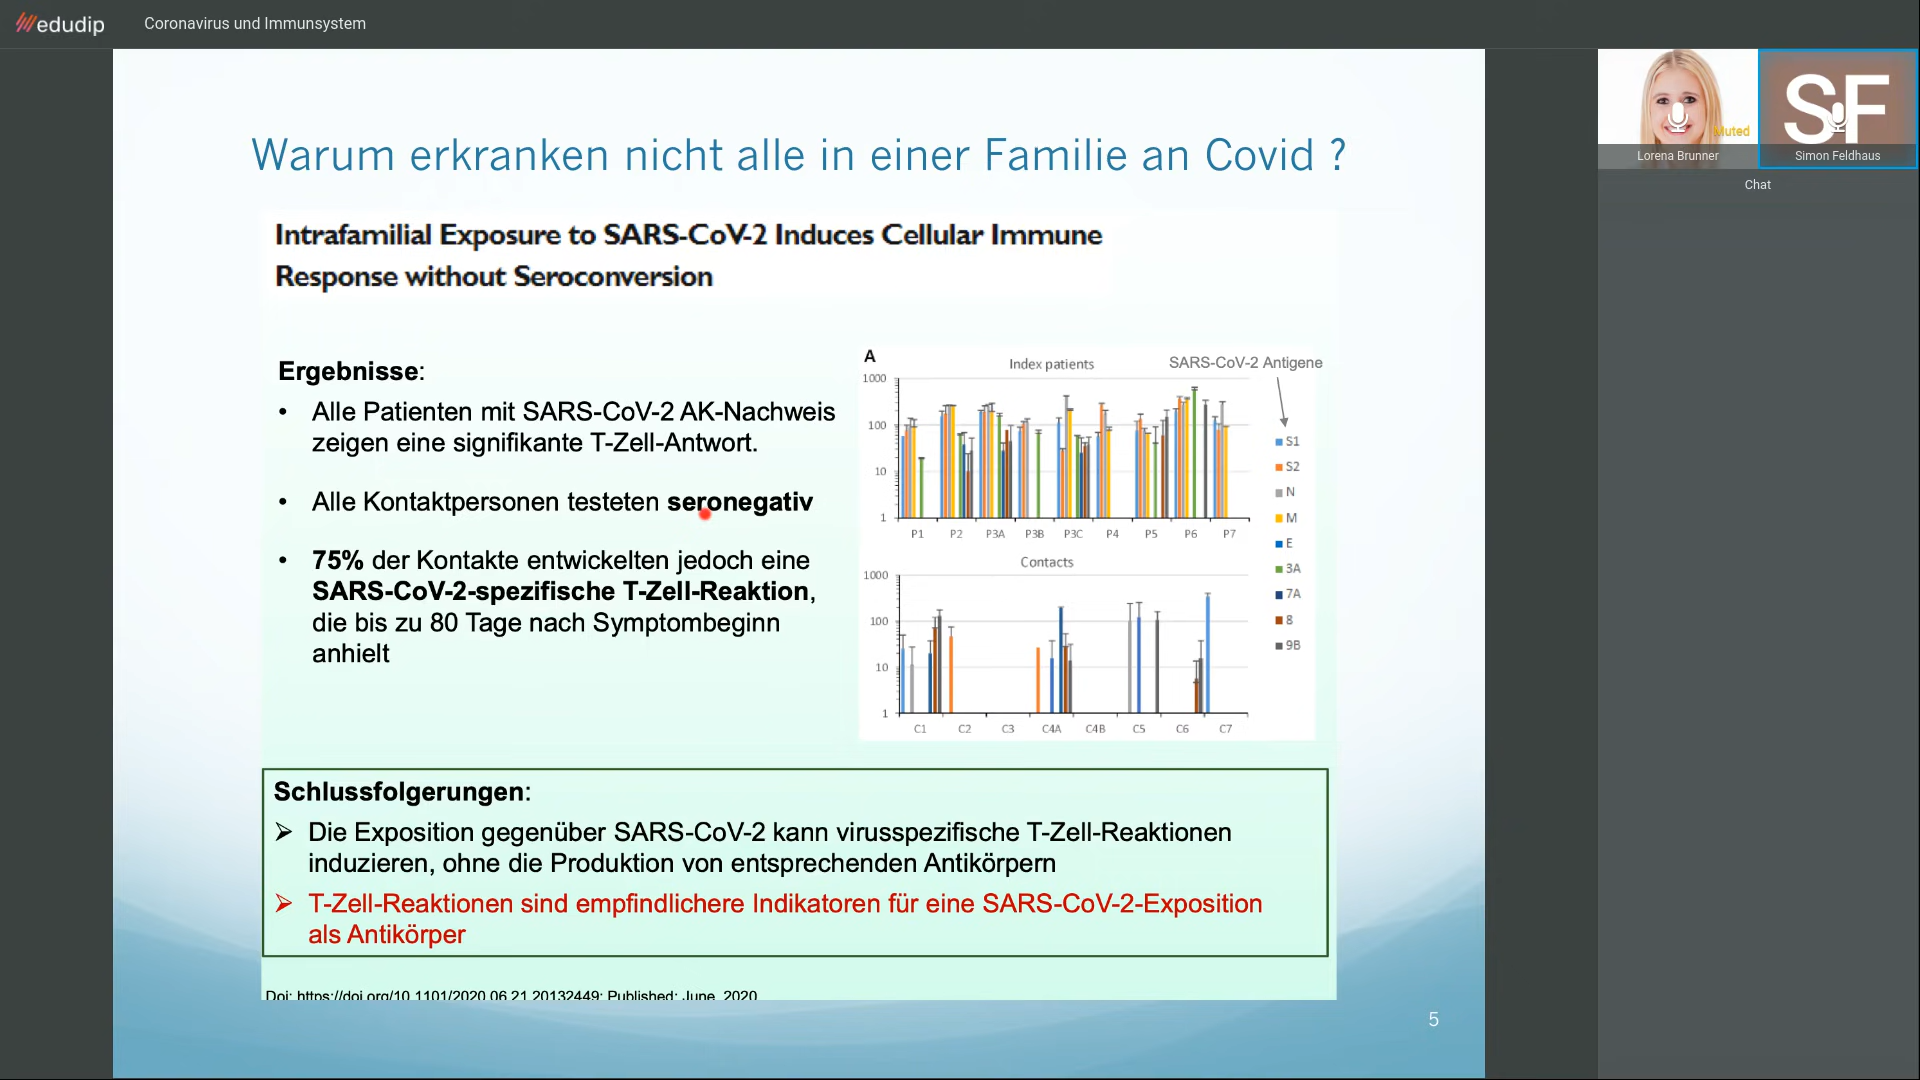 edudip
Coronavirus und Immunsystem
Muted
Lorena Brunner
SF
Simon Feldhaus
Chat
Warum erkranken nicht alle in einer Familie an Covid ?
Intrafamilial Exposure to SARS-CoV-2 Induces Cellular Immune
Response without Seroconversion
Ergebnisse:
• Alle Patienten mit SARS-CoV-2 AK-Nachweis
zeigen eine signifikante T-Zell-Antwort.
• Alle Kontaktpersonen testeten seronegativ
• 75% der Kontakte entwickelten jedoch eine
SARS-CoV-2-spezifische T-Zell-Reaktion,
die bis zu 80 Tage nach Symptombeginn
anhielt
A
Index patients
SARS-CoV-2 Antigene
1000
100
10
1
P1 P2 P3A P3B P3C P4 P5 P6 P7
Contacts
1000
100
10
1
C1 C2 C3 C4A C4B C5 C6 C7
S1
S2
N
M
E
3A
7A
8
9B
Schlussfolgerungen:
➢ Die Exposition gegenüber SARS-CoV-2 kann virusspezifische T-Zell-Reaktionen
induzieren, ohne die Produktion von entsprechenden Antikörpern
➢ T-Zell-Reaktionen sind empfindlichere Indikatoren für eine SARS-CoV-2-Exposition
als Antikörper
Doi: https://doi.org/10.1101/2020.06.21.20132449; Published: June, 2020
5